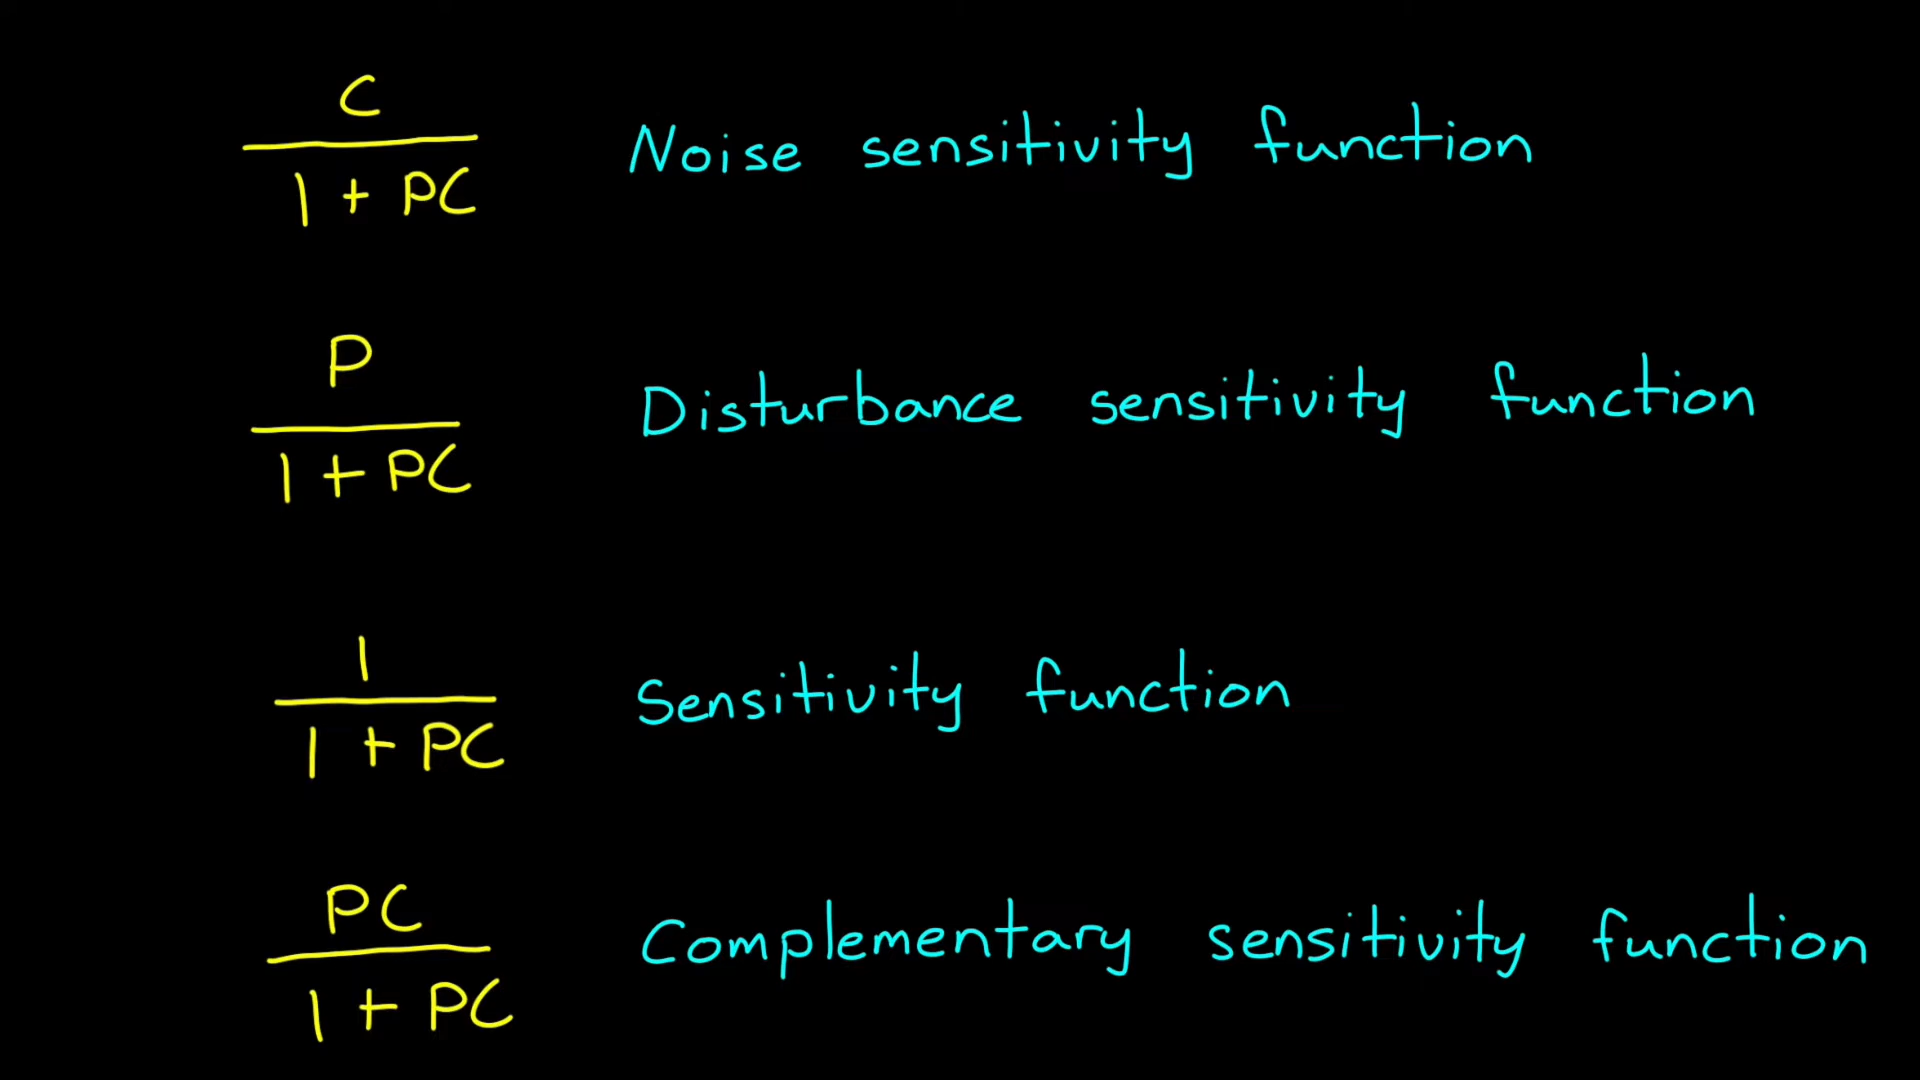 C
1 + PC
Noise sensitivity function
P
1 + PC
Disturbance sensitivity function
1
1 + PC
Sensitivity function
PC
1 + PC
Complementary sensitivity function